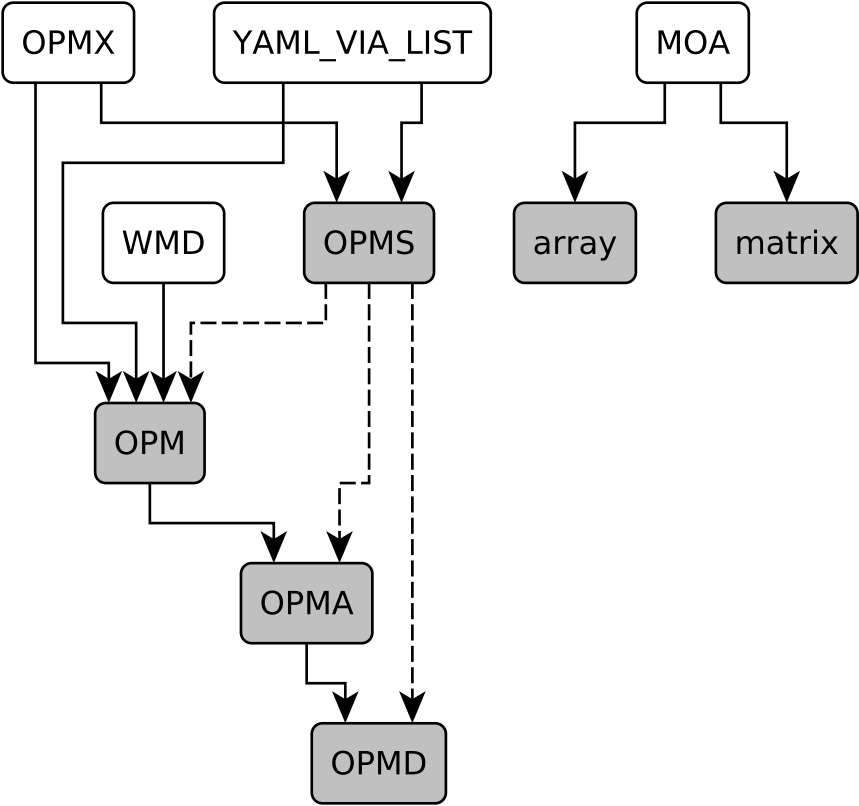 OPMX
YAML_VIA_LIST
MOA
WMD
OPMS
array
matrix
OPM
OPMA
OPMD